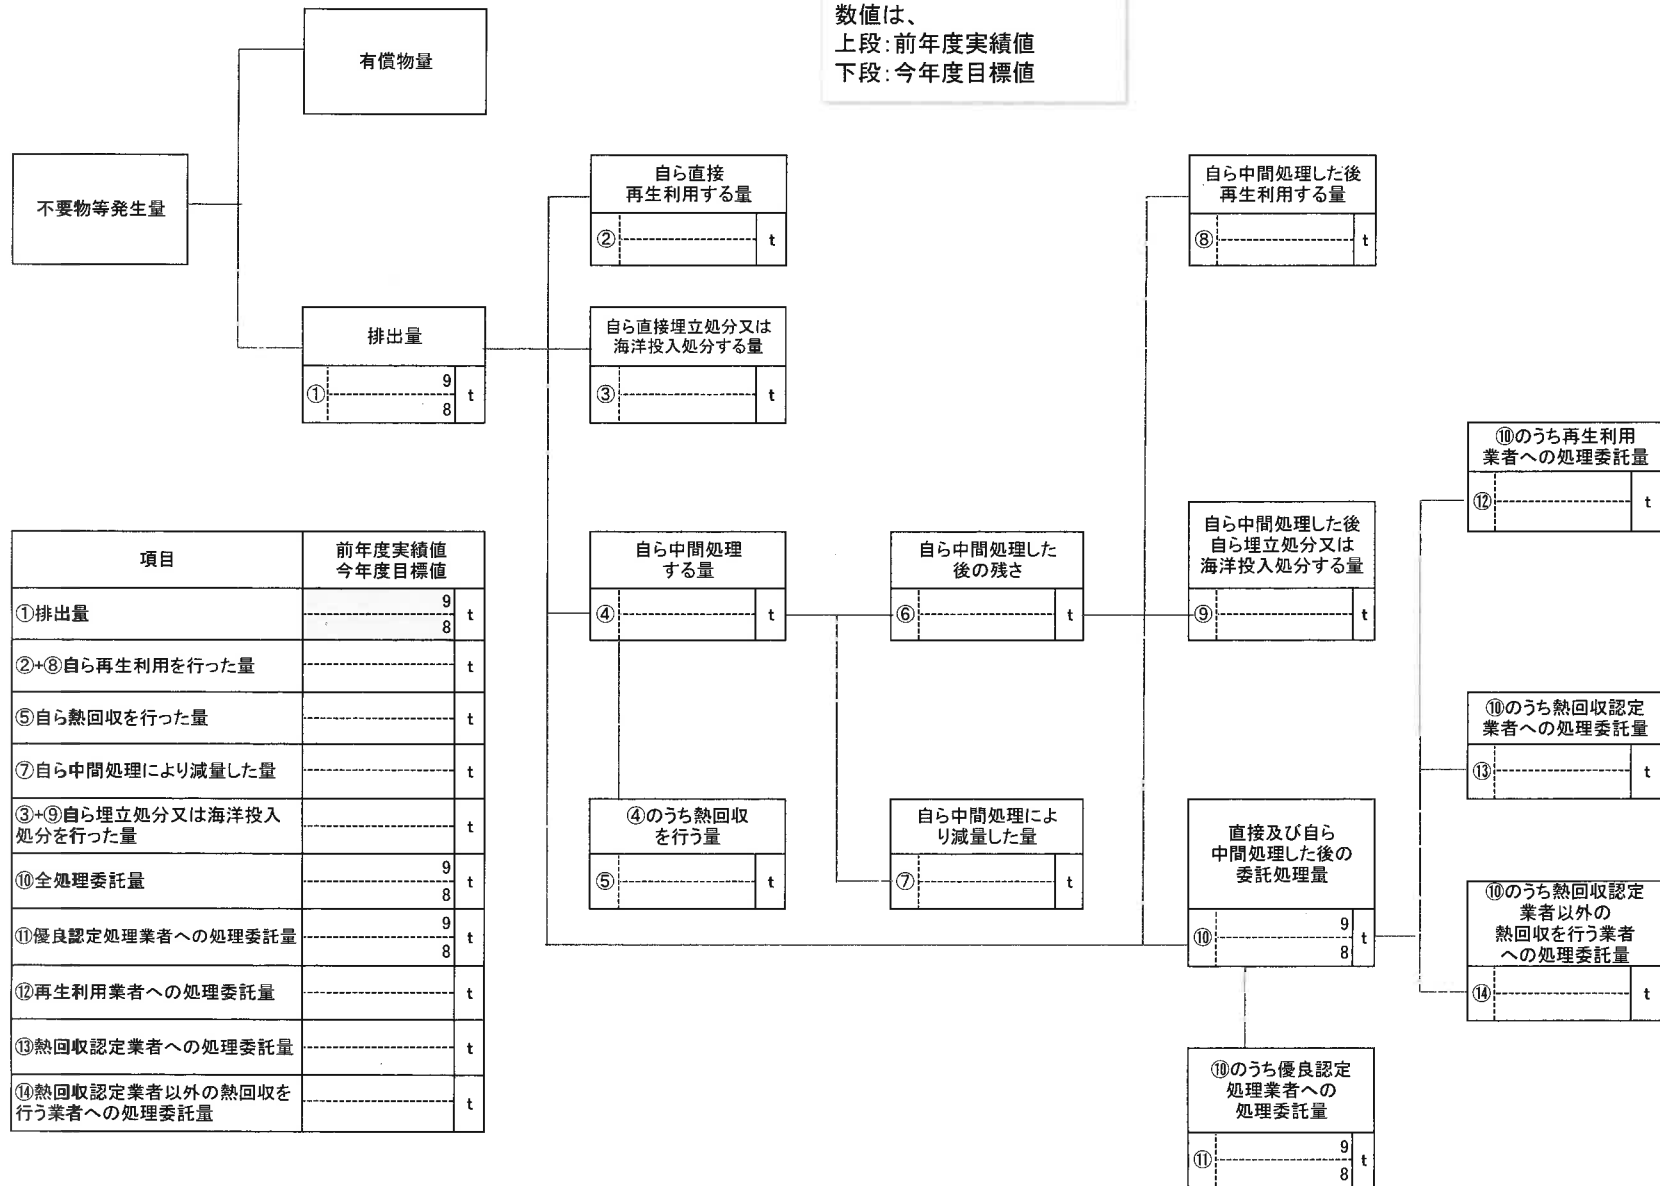 数値は、
上段:前年度実績値
下段:今年度目標値
有償物量
不要物等発生量
排出量
① 9 t
8
自ら直接
再生利用する量
② t
自ら直接埋立処分又は
海洋投入処分する量
③ t
自ら中間処理
する量
④ t
④のうち熱回収
を行う量
⑤ t
自ら中間処理した
後の残さ
⑥ t
自ら中間処理によ
り減量した量
⑦ t
自ら中間処理した後
再生利用する量
⑧ t
自ら中間処理した後
自ら埋立処分又は
海洋投入処分する量
⑨ t
直接及び自ら
中間処理した後の
委託処理量
⑩ 9 t
8
⑩のうち優良認定
処理業者への
処理委託量
⑪ 9 t
8
⑩のうち再生利用
業者への処理委託量
⑫ t
⑩のうち熱回収認定
業者への処理委託量
⑬ t
⑩のうち熱回収認定
業者以外の
熱回収を行う業者
への処理委託量
⑭ t
項目 前年度実績値
今年度目標値
①排出量 9 t
8
②+⑧自ら再生利用を行った量 t
⑤自ら熱回収を行った量 t
⑦自ら中間処理により減量した量 t
③+⑨自ら埋立処分又は海洋投入
処分を行った量 t
⑩全処理委託量 9 t
8
⑪優良認定処理業者への処理委託量 9 t
8
⑫再生利用業者への処理委託量 t
⑬熱回収認定業者への処理委託量 t
⑭熱回収認定業者以外の熱回収を
行う業者への処理委託量 t